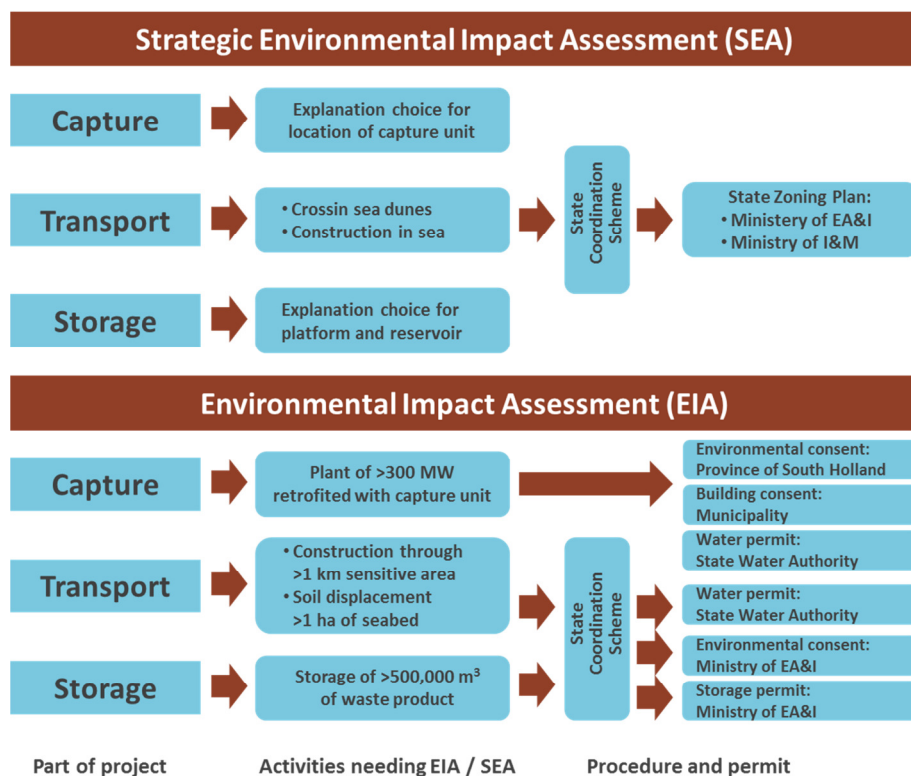 Strategic Environmental Impact Assessment (SEA)
Capture
Explanation choice for
location of capture unit
Transport
• Crossin sea dunes
• Construction in sea
State
Coordination
Scheme
State Zoning Plan:
• Ministery of EA&I
• Ministry of I&M
Storage
Explanation choice for
platform and reservoir
Environmental Impact Assessment (EIA)
Capture
Plant of >300 MW
retrofited with capture unit
Environmental consent:
Province of South Holland
Building consent:
Municipality
Water permit:
State Water Authority
Transport
• Construction through
>1 km sensitive area
• Soil displacement
>1 ha of seabed
State
Coordination
Scheme
Water permit:
State Water Authority
Environmental consent:
Ministry of EA&I
Storage permit:
Ministry of EA&I
Storage
Storage of >500,000 m³
of waste product
Part of project
Activities needing EIA / SEA
Procedure and permit